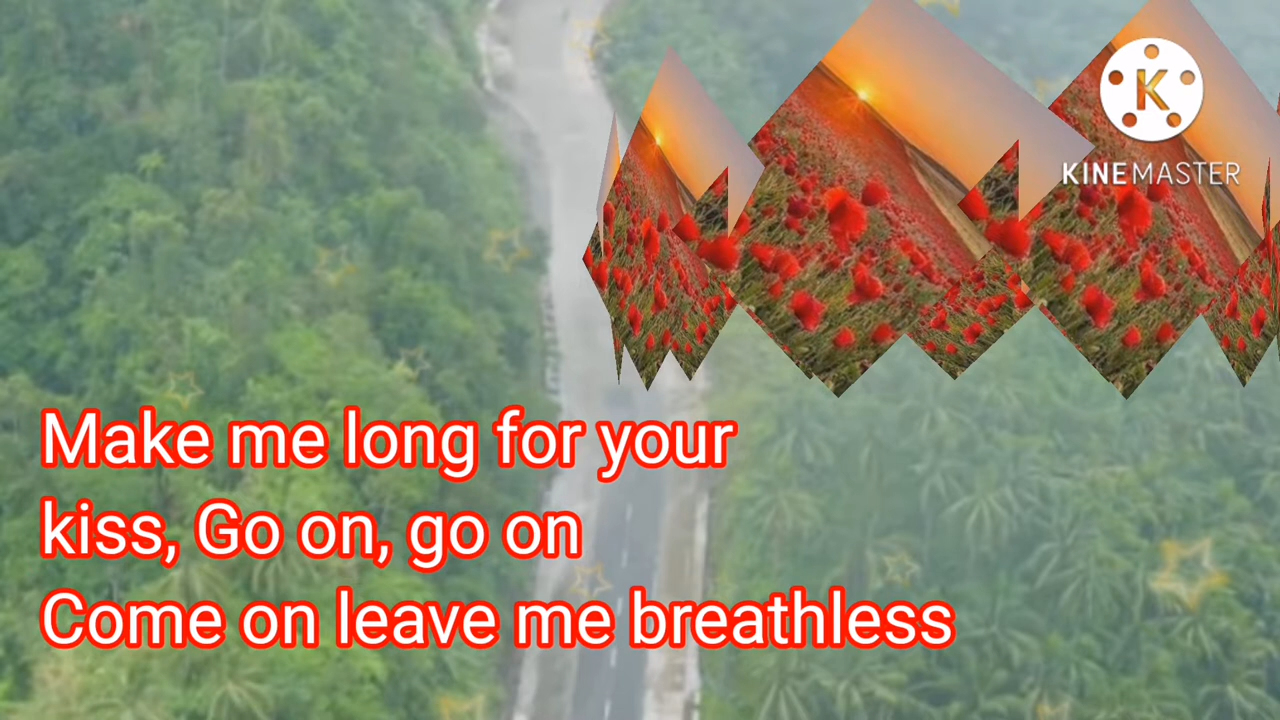 K
KINEMASTER
Make me long for your
kiss, Go on, go on
Come on leave me breathless